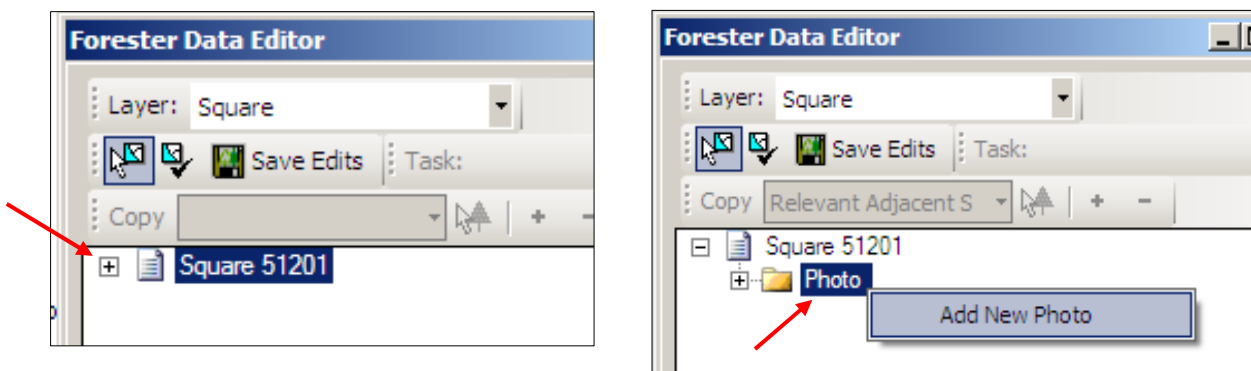 Forester Data Editor
Layer: Square
Save Edits Task:
Copy
Square 51201
Forester Data Editor
Layer: Square
Save Edits Task:
Copy Relevant Adjacent S
Square 51201
Photo
Add New Photo